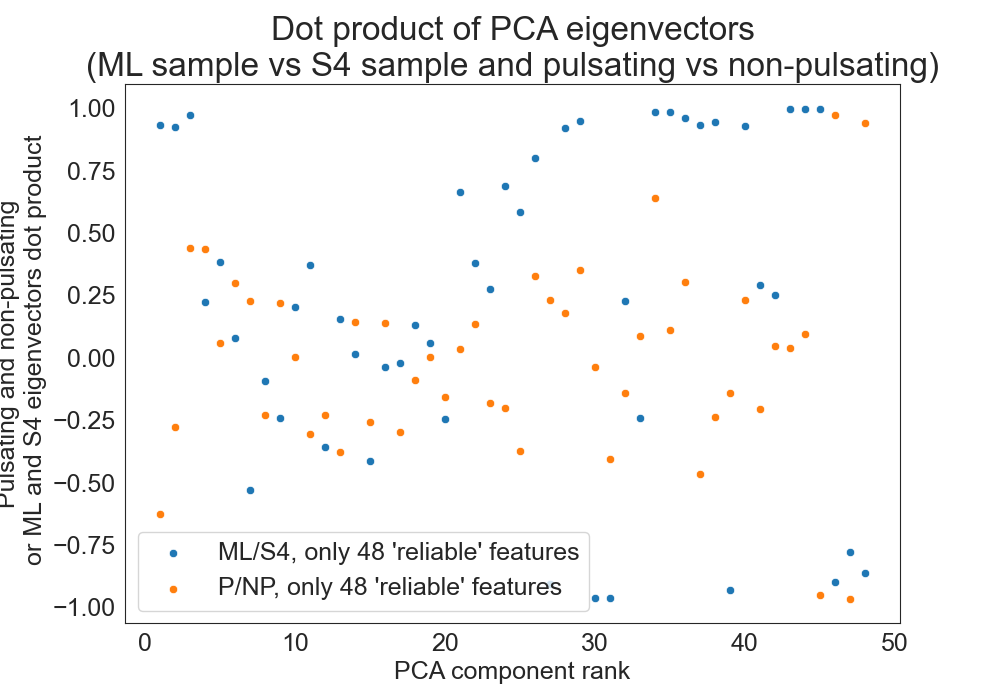 Dot product of PCA eigenvectors
(ML sample vs S4 sample and pulsating vs non-pulsating)
Pulsating and non-pulsating
or ML and S4 eigenvectors dot product
1.00
0.75
0.50
0.25
0.00
−0.25
−0.50
−0.75
−1.00
ML/S4, only 48 'reliable' features
P/NP, only 48 'reliable' features
0
10
20
30
40
50
PCA component rank